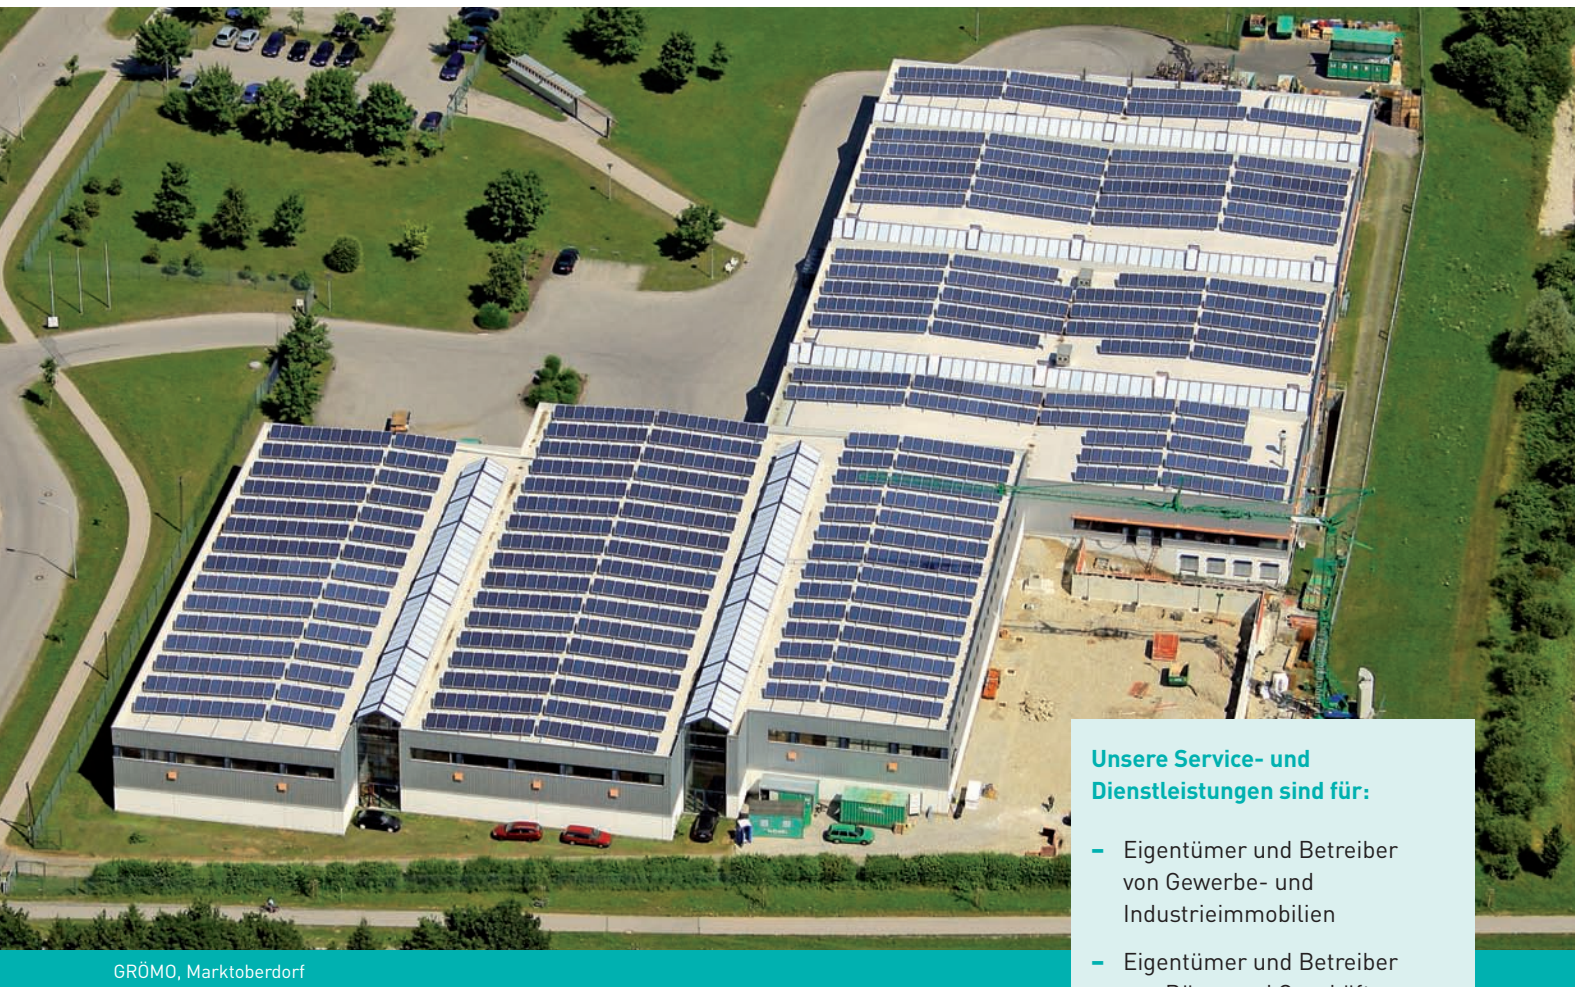 Unsere Service- und
Dienstleistungen sind für:
– Eigentümer und Betreiber
von Gewerbe- und
Industrieimmobilien
– Eigentümer und Betreiber
GRÖMO, Marktoberdorf